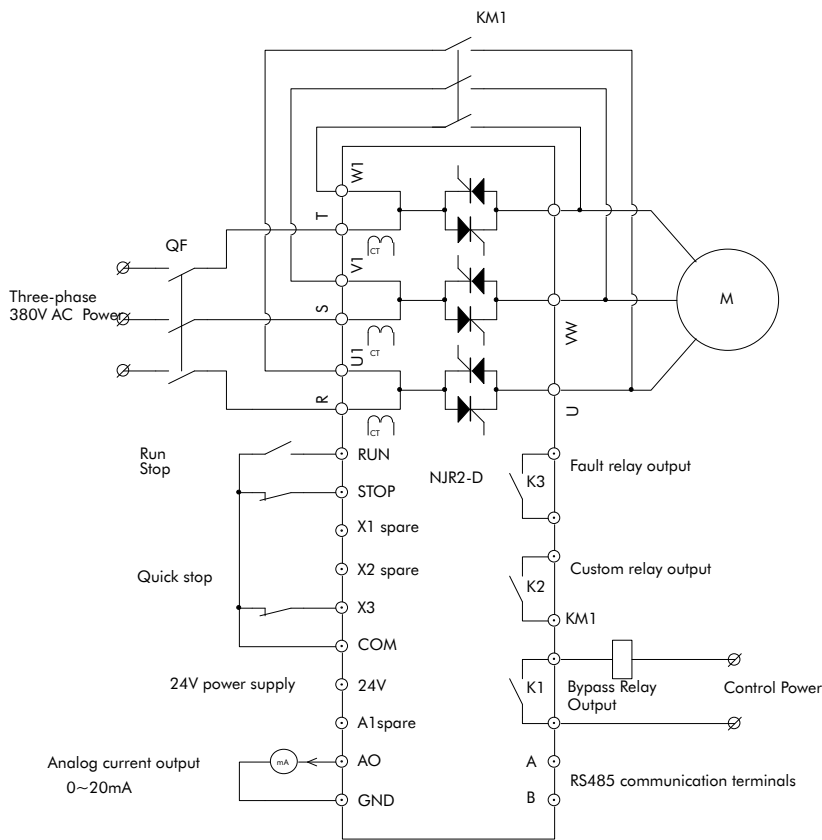 KM1
W1
T
CT
QF
V1
Three-phase
380V AC Power
S
CT
M
VW
U1
R
CT
U
Run
Stop
RUN
STOP
NJR2-D
K3
Fault relay output
X1 spare
X2 spare
Quick stop
X3
K2
Custom relay output
KM1
COM
24V power supply
24V
K1
Bypass Relay
Output
Control Power
A1spare
Analog current output
0~20mA
mA
AO
GND
A
B
RS485 communication terminals